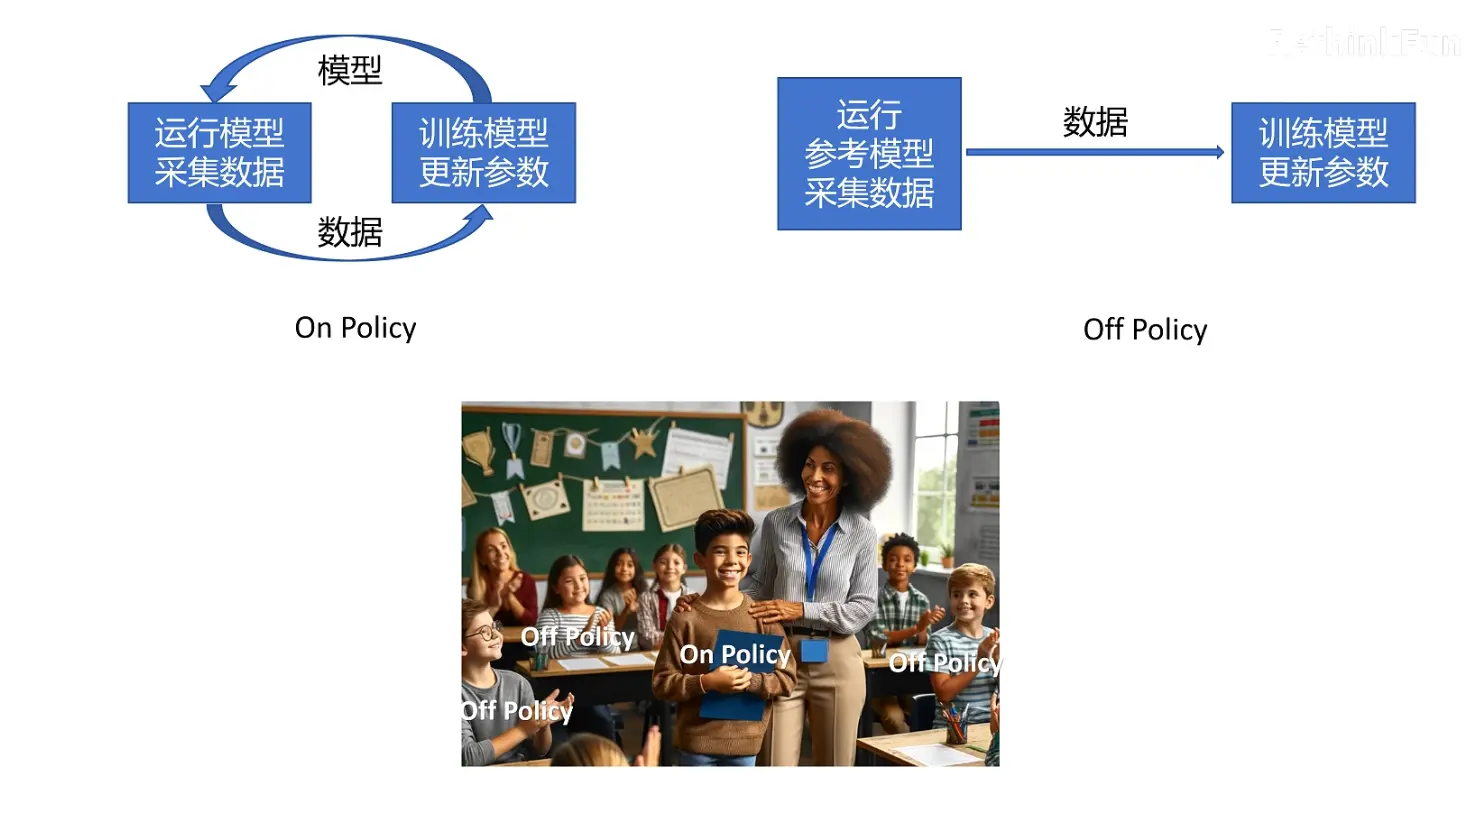 RethinkFun
模型
运行模型
采集数据
训练模型
更新参数
数据
On Policy
运行
参考模型
采集数据
数据
训练模型
更新参数
Off Policy
Off Policy
On Policy
Off Policy
Off Policy